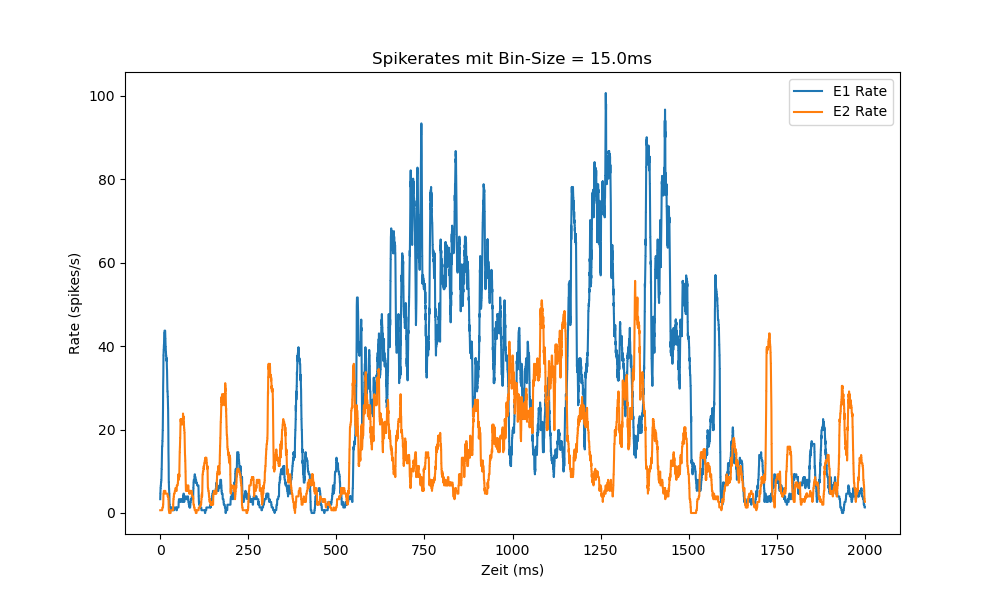 Spikerates mit Bin-Size = 15.0ms
E1 Rate
E2 Rate
Rate (spikes/s)
100
80
60
40
20
0
0 250 500 750 1000 1250 1500 1750 2000
Zeit (ms)